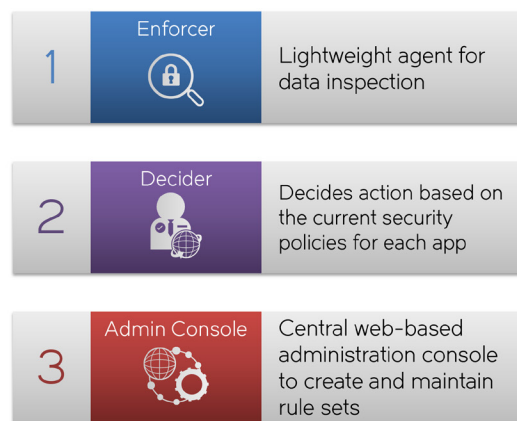 1
Enforcer
Lightweight agent for
data inspection
2
Decider
Decides action based on
the current security
policies for each app
3
Admin Console
Central web-based
administration console
to create and maintain
rule sets